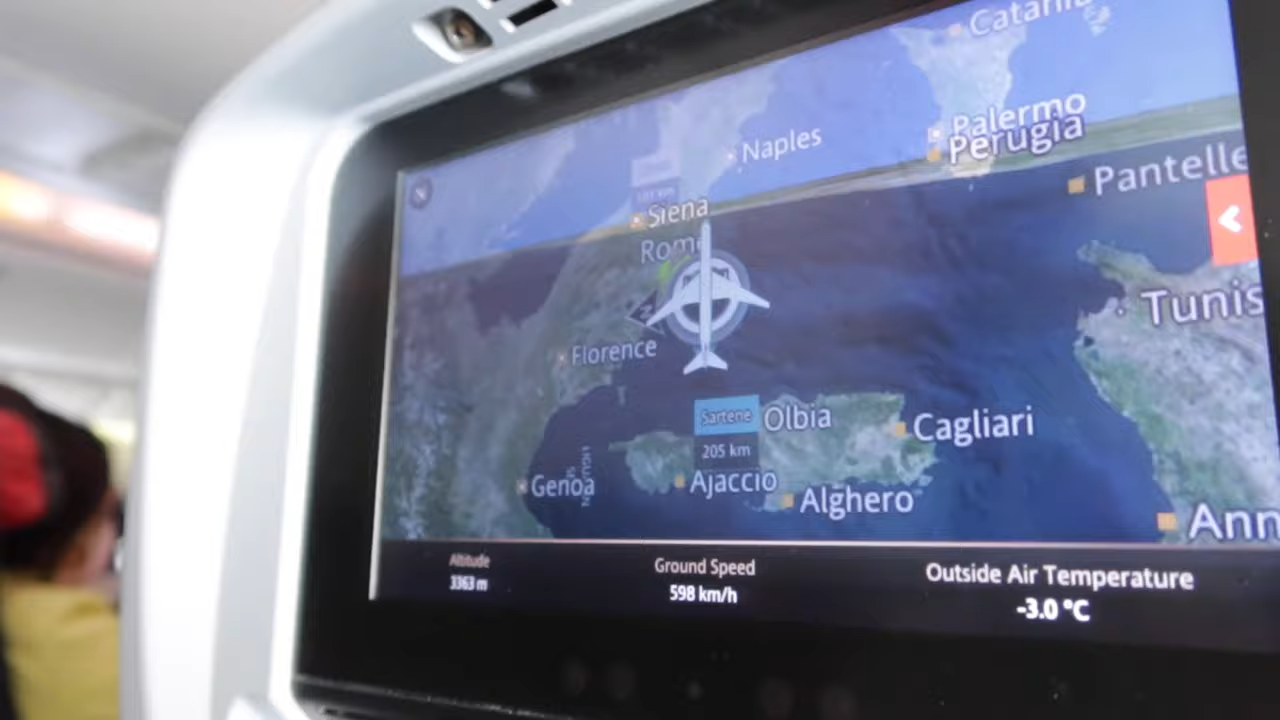 Catania
Palermo
Perugia
Naples
Pantelle
Siena
Rome
Tunis
Florence
Sartene
205 km
Olbia
Cagliari
Genoa
Ajaccio
Alghero
Ann
Altitude
3363 m
Ground Speed
598 km/h
Outside Air Temperature
-3.0 °C